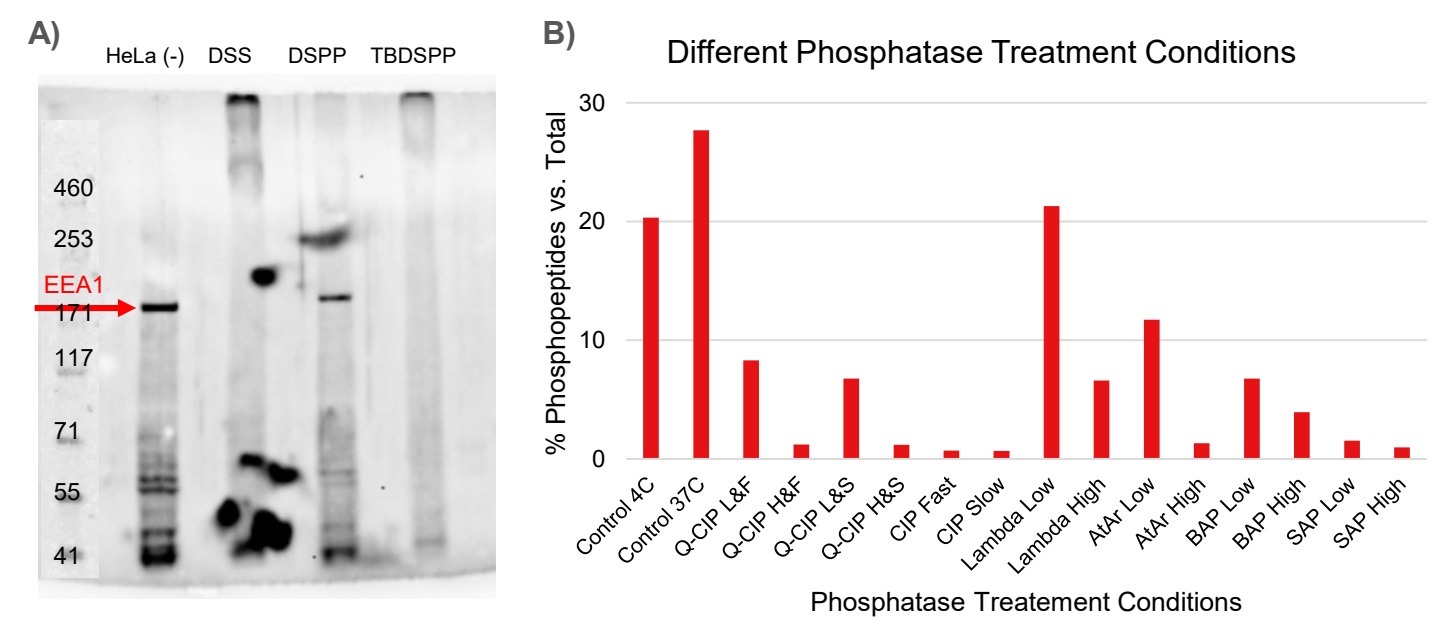 A)
HeLa (-) DSS DSPP TBDSPP
460
253
EEA1
171
117
71
55
41
B)
Different Phosphatase Treatment Conditions
% Phosphopeptides vs. Total
30
20
10
0
Control 4C
Control 37C
Q-CIP L&F
Q-CIP H&F
Q-CIP L&S
Q-CIP H&S
CIP Fast
CIP Slow
Lambda Low
Lambda High
AtAr Low
AtAr High
BAP Low
BAP High
SAP Low
SAP High
Phosphatase Treatement Conditions